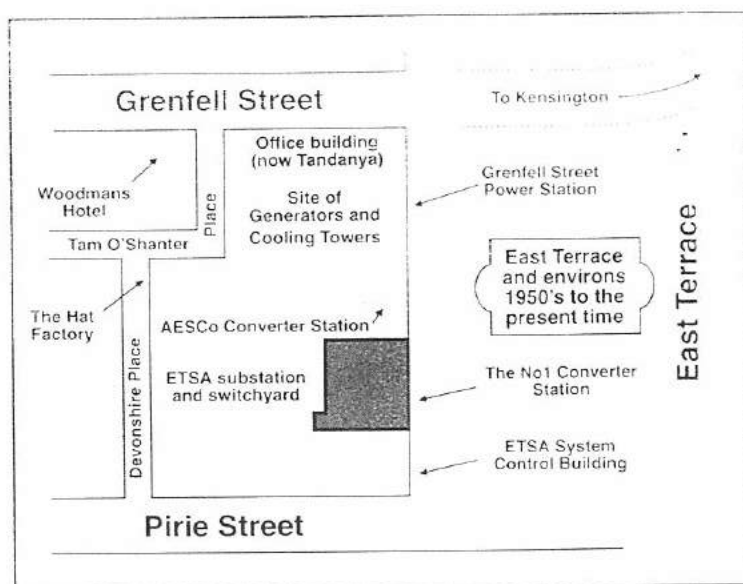 Grenfell Street
To Kensington
Office building
(now Tandanya)
Woodmans
Hotel
Place
Site of
Generators and
Cooling Towers
Grenfell Street
Power Station
Tam O'Shanter
East Terrace
and environs
1950's to the
present time
East Terrace
The Hat
Factory
AESCo Converter Station
Devonshire Place
ETSA substation
and switchyard
The No1 Converter
Station
ETSA System
Control Building
Pirie Street